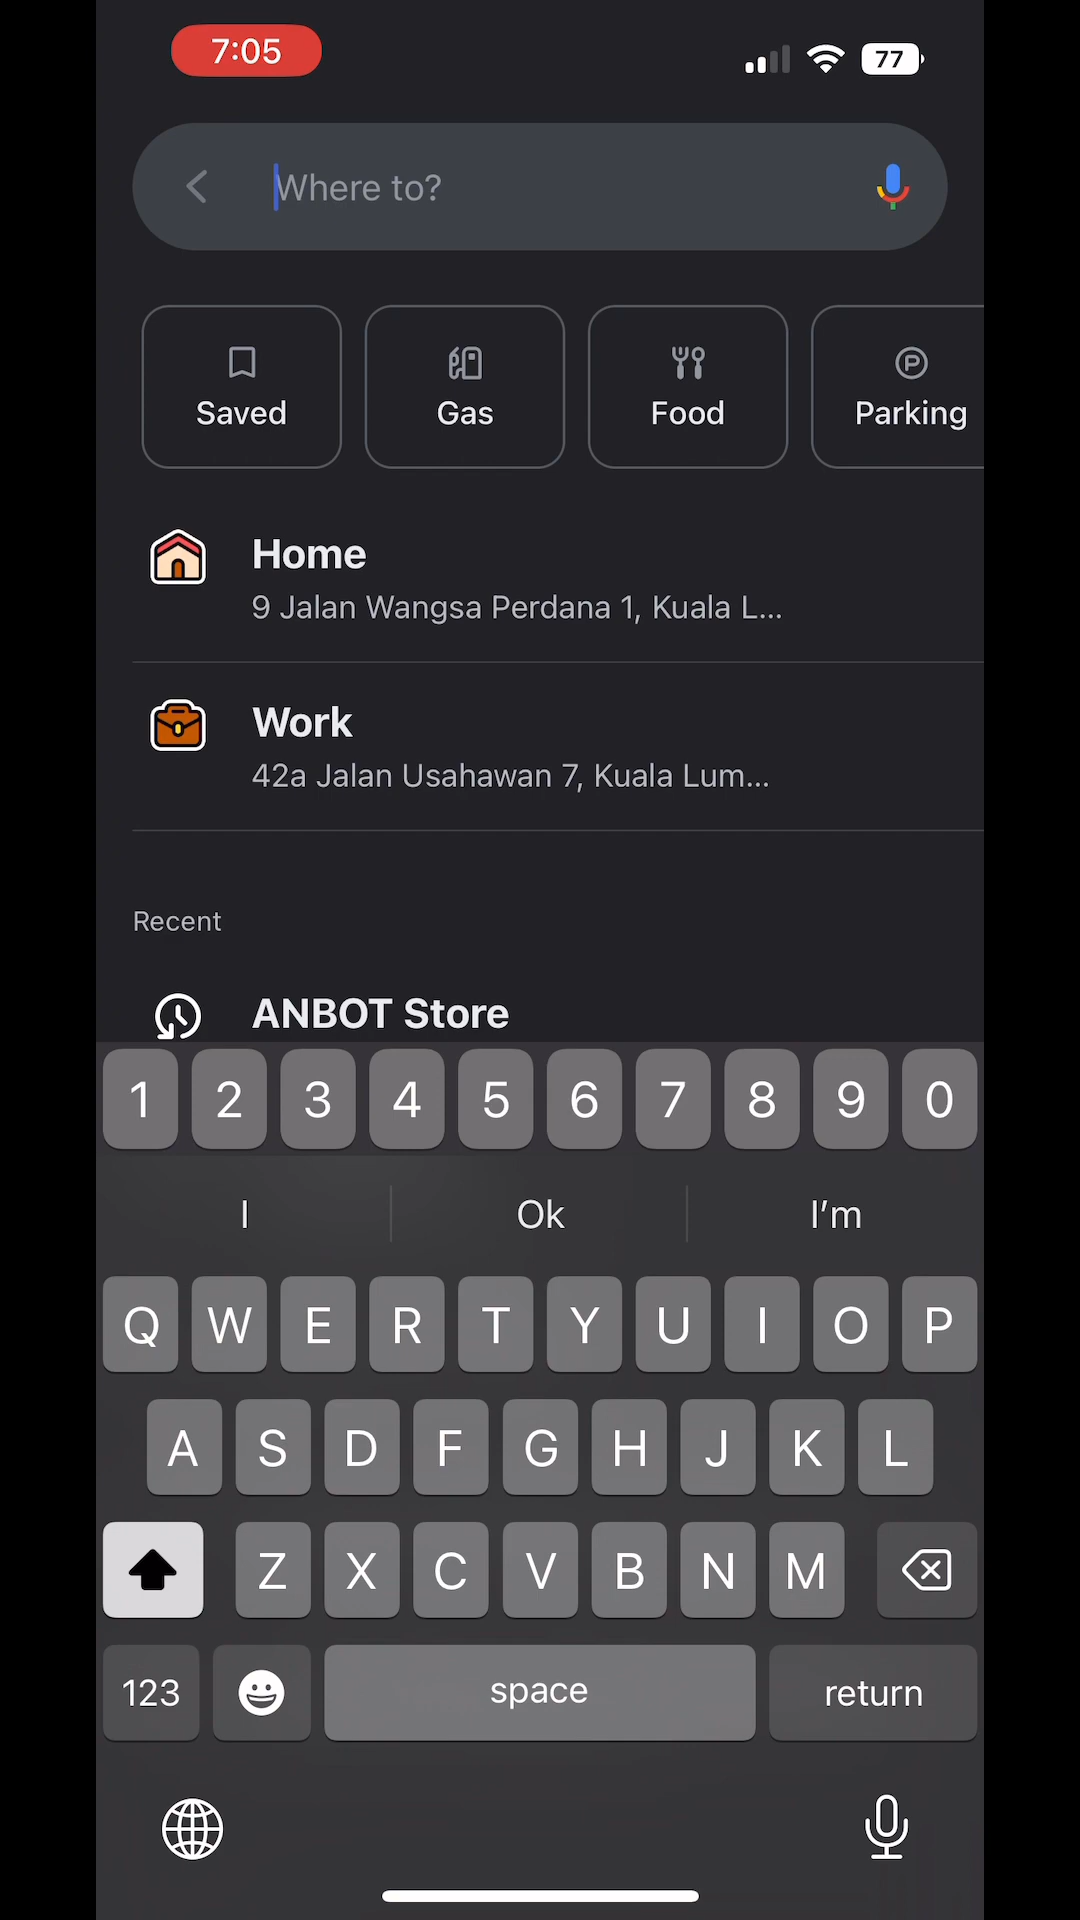 7:05
77
Where to?
Saved
Gas
Food
Parking
Home
9 Jalan Wangsa Perdana 1, Kuala L...
Work
42a Jalan Usahawan 7, Kuala Lum...
Recent
ANBOT Store
1 2 3 4 5 6 7 8 9 0
I Ok I'm
Q W E R T Y U I O P
A S D F G H J K L
Z X C V B N M
123 space return